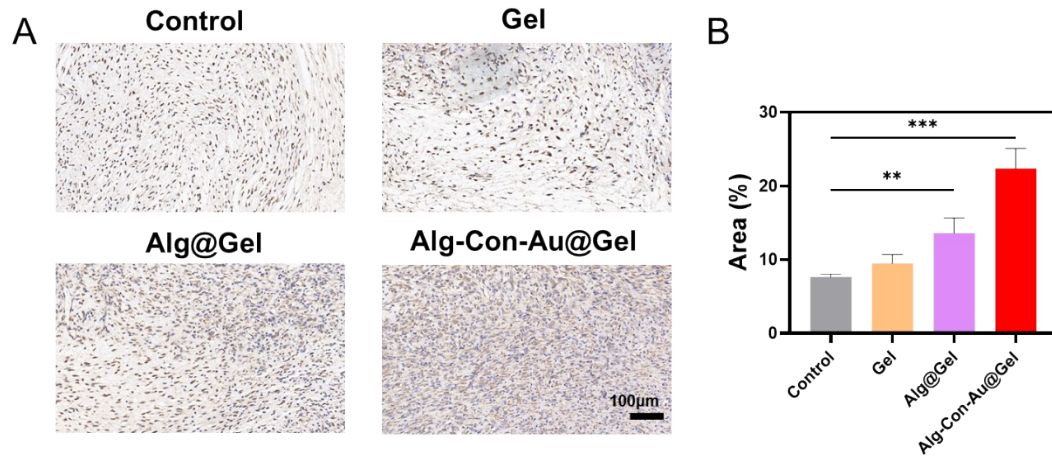 A
Control
Gel
Alg@Gel
Alg-Con-Au@Gel
100μm
B
Area (%)
30
20
10
0
***
**
Control
Gel
Alg@Gel
Alg-Con-Au@Gel